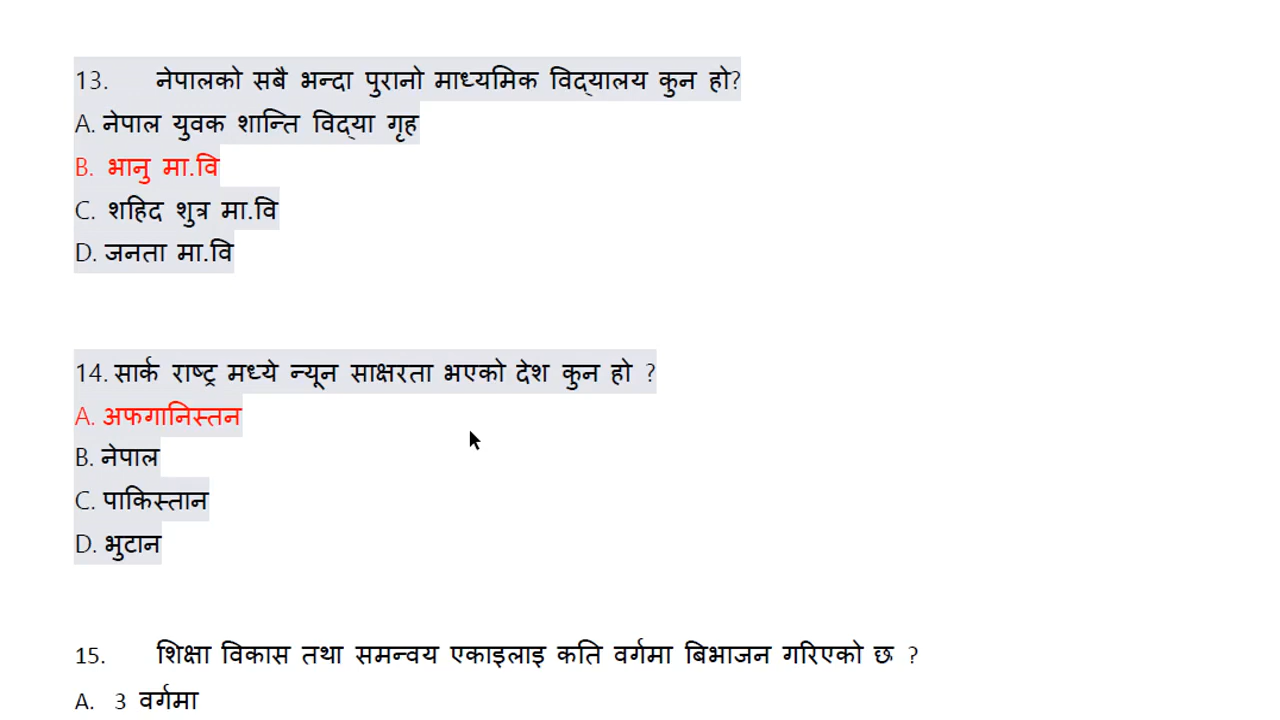 13. नेपालको सबै भन्दा पुरानो माध्यमिक विद्यालय कुन हो?
A. नेपाल युवक शान्ति विद्या गृह
B. भानु मा.वि
C. शहिद शुत्र मा.वि
D. जनता मा.वि
14. सार्क राष्ट्र मध्ये न्यून साक्षरता भएको देश कुन हो ?
A. अफगानिस्तन
B. नेपाल
C. पाकिस्तान
D. भुटान
15. शिक्षा विकास तथा समन्वय एकाइलाइ कति वर्गमा बिभाजन गरिएको छ ?
A. 3 वर्गमा